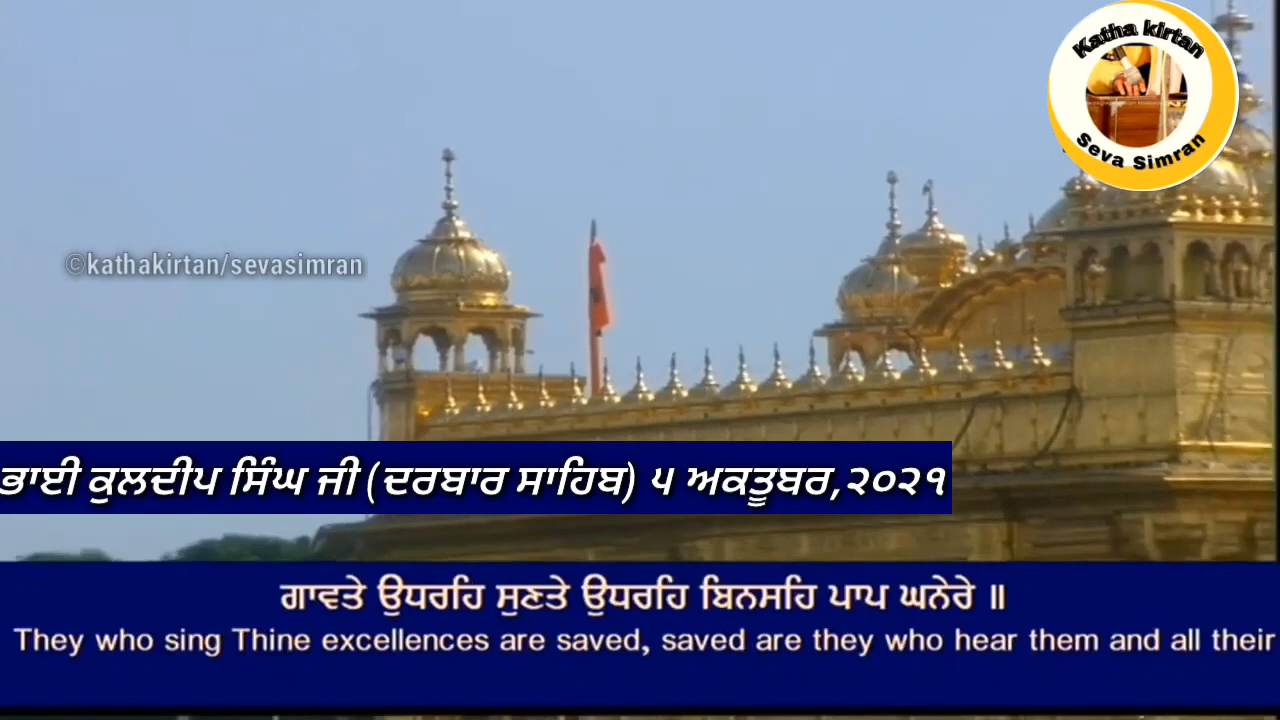 Katha kirtan
Seva Simran
©kathakirtan/sevasimran
ਭਾਈ ਕੁਲਦੀਪ ਸਿੰਘ ਜੀ (ਦਰਬਾਰ ਸਾਹਿਬ) ੫ ਅਕਤੂਬਰ,੨੦੨੧
ਗਾਵਤੇ ਉਧਰਹਿ ਸੁਣਤੇ ਉਧਰਹਿ ਬਿਨਸਹਿ ਪਾਪ ਘਨੇਰੇ ॥
They who sing Thine excellences are saved, saved are they who hear them and all their